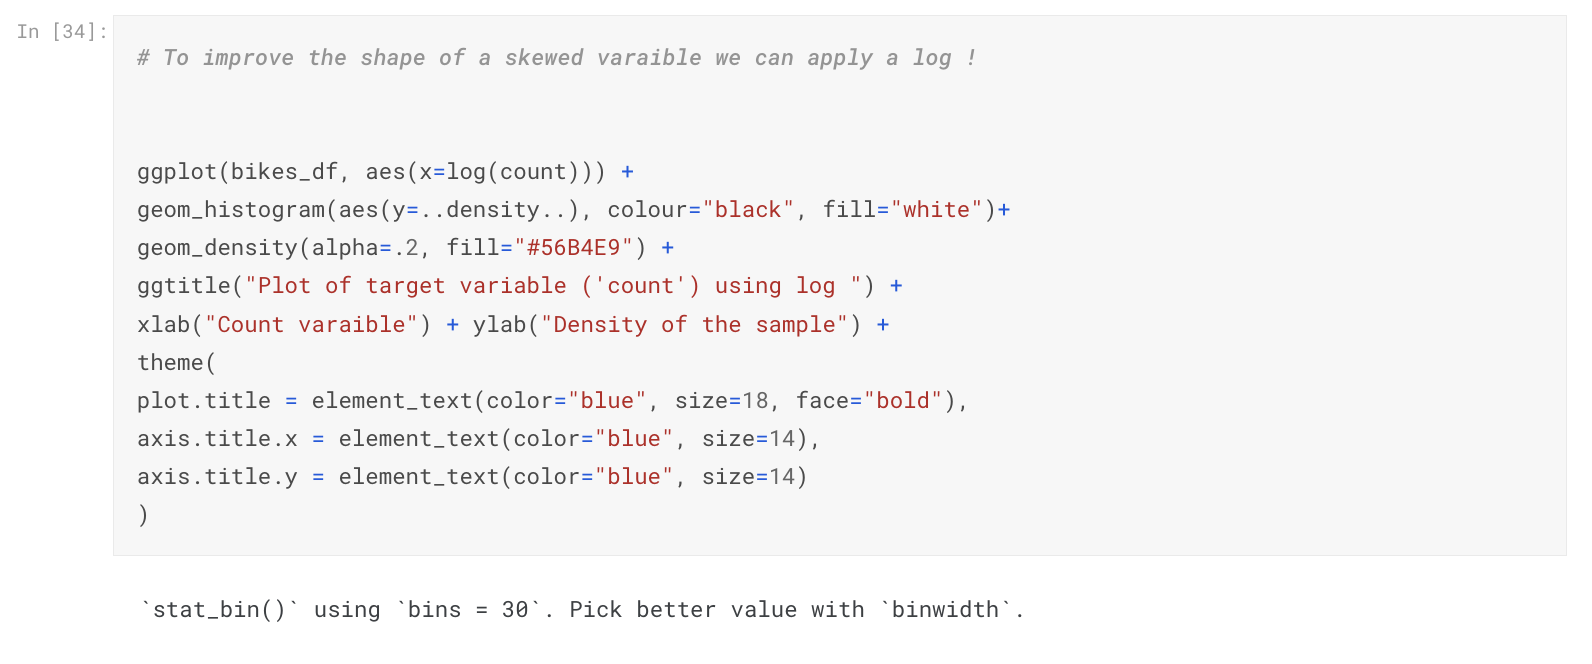 In [34]:
# To improve the shape of a skewed varaible we can apply a log !
ggplot(bikes_df, aes(x=log(count))) +
geom_histogram(aes(y=..density..), colour="black", fill="white")+
geom_density(alpha=.2, fill="#56B4E9") +
ggtitle("Plot of target variable ('count') using log ") +
xlab("Count varaible") + ylab("Density of the sample") +
theme(
plot.title = element_text(color="blue", size=18, face="bold"),
axis.title.x = element_text(color="blue", size=14),
axis.title.y = element_text(color="blue", size=14)
)
`stat_bin()` using `bins = 30`. Pick better value with `binwidth`.